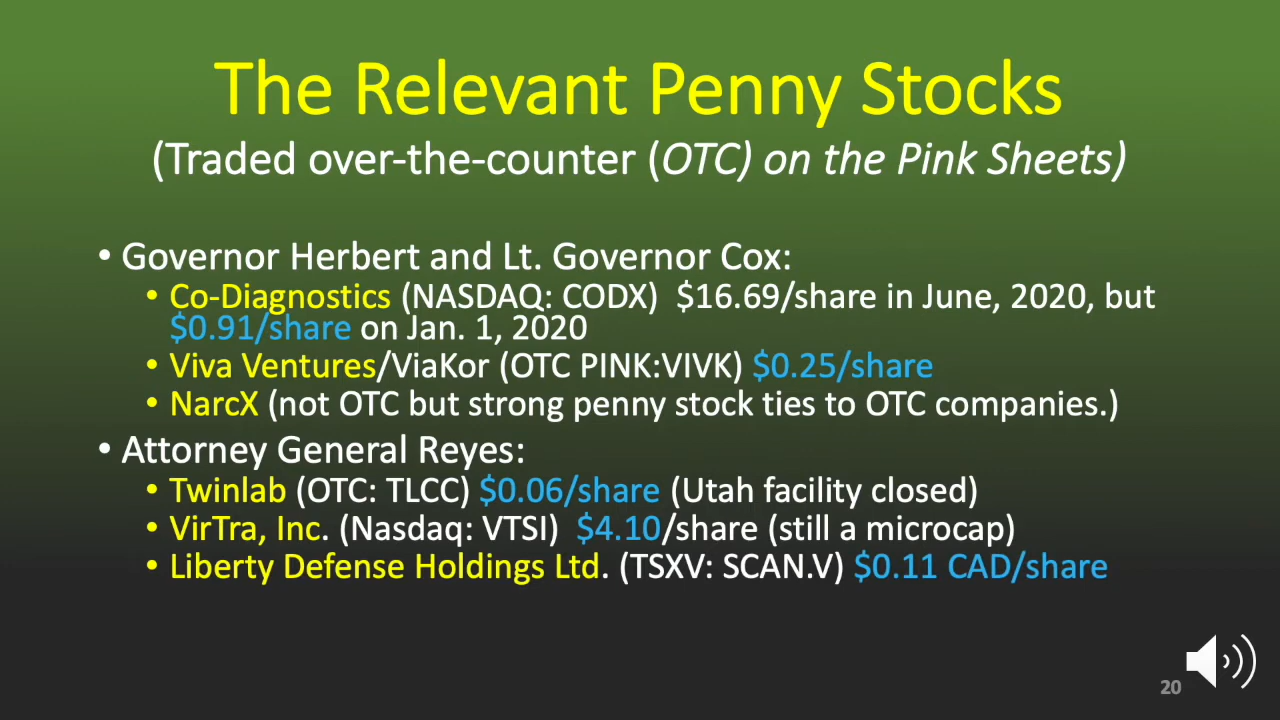 The Relevant Penny Stocks
(Traded over-the-counter (OTC) on the Pink Sheets)
• Governor Herbert and Lt. Governor Cox:
• Co-Diagnostics (NASDAQ: CODX)  $16.69/share in June, 2020, but
$0.91/share on Jan. 1, 2020
• Viva Ventures/ViaKor (OTC PINK:VIVK) $0.25/share
• NarcX (not OTC but strong penny stock ties to OTC companies.)
• Attorney General Reyes:
• Twinlab (OTC: TLCC) $0.06/share (Utah facility closed)
• VirTra, Inc. (Nasdaq: VTSI)  $4.10/share (still a microcap)
• Liberty Defense Holdings Ltd. (TSXV: SCAN.V) $0.11 CAD/share
20